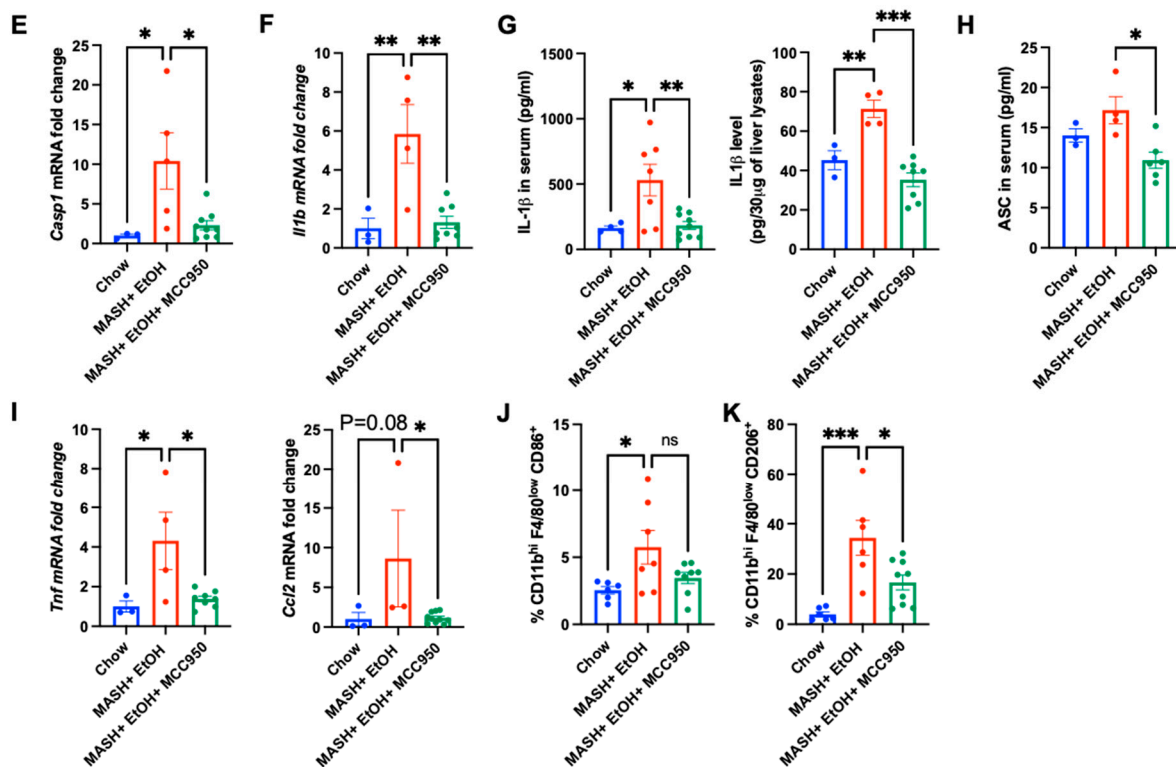 E
Casp1 mRNA fold change
25
20
15
10
5
0
*
*
Chow
MASH+ EtOH
MASH+ EtOH+ MCC950
F
Il1b mRNA fold change
10
8
6
4
2
0
**
**
Chow
MASH+ EtOH
MASH+ EtOH+ MCC950
G
IL-1β in serum (pg/ml)
1500
1000
500
0
*
**
Chow
MASH+ EtOH
MASH+ EtOH+ MCC950
IL1β level
(pg/30μg of liver lysates)
100
80
60
40
20
0
**
***
Chow
MASH+ EtOH
MASH+ EtOH+ MCC950
H
ASC in serum (pg/ml)
25
20
15
10
5
0
*
Chow
MASH+ EtOH
MASH+ EtOH+ MCC950
I
Tnf mRNA fold change
10
8
6
4
2
0
*
*
Chow
MASH+ EtOH
MASH+ EtOH+ MCC950
Ccl2 mRNA fold change
25
20
15
10
5
0
P=0.08
*
Chow
MASH+ EtOH
MASH+ EtOH+ MCC950
J
% CD11bhi F4/80low CD86+
15
10
5
0
*
ns
Chow
MASH+ EtOH
MASH+ EtOH+ MCC950
K
% CD11bhi F4/80low CD206+
100
80
60
40
20
0
***
*
Chow
MASH+ EtOH
MASH+ EtOH+ MCC950